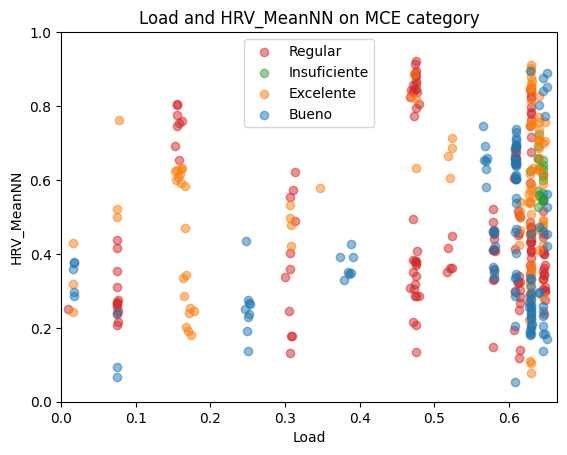 Load and HRV_MeanNN on MCE category
Regular
Insuficiente
Excelente
Bueno
HRV_MeanNN
1.0
0.8
0.6
0.4
0.2
0.0
0.0 0.1 0.2 0.3 0.4 0.5 0.6
Load